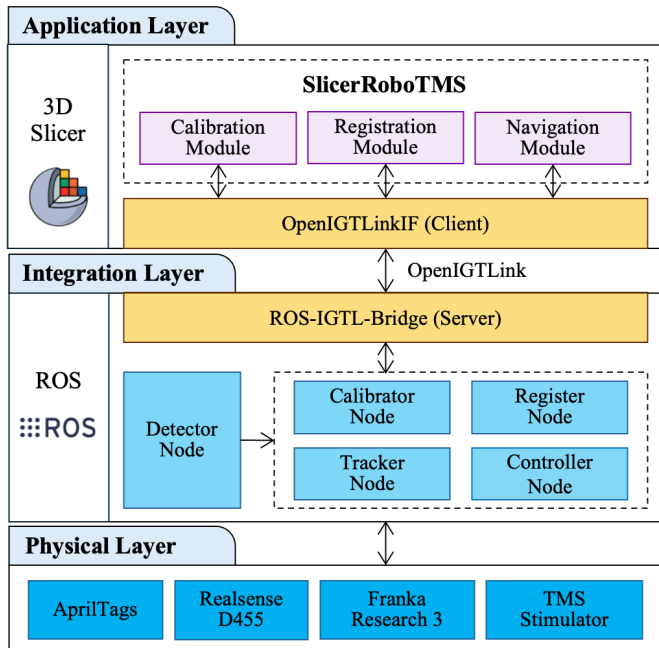 Application Layer
3D
Slicer
SlicerRoboTMS
Calibration
Module
Registration
Module
Navigation
Module
OpenIGTLinkIF (Client)
OpenIGTLink
Integration Layer
ROS-IGTL-Bridge (Server)
ROS
ROS
Detector
Node
Calibrator
Node
Register
Node
Tracker
Node
Controller
Node
Physical Layer
AprilTags
Realsense
D455
Franka
Research 3
TMS
Stimulator